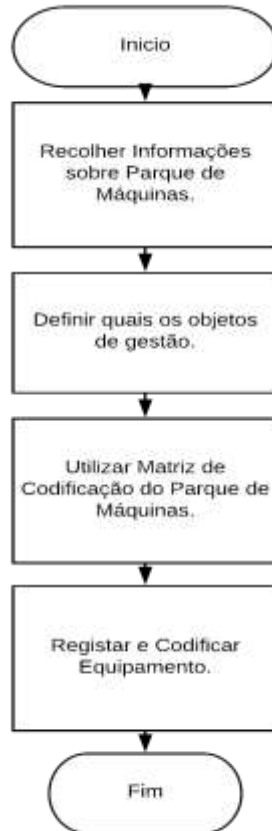 Inicio
Recolher Informações
sobre Parque de
Máquinas.
Definir quais os objetos
de gestão.
Utilizar Matriz de
Codificação do Parque de
Máquinas.
Registar e Codificar
Equipamento.
Fim